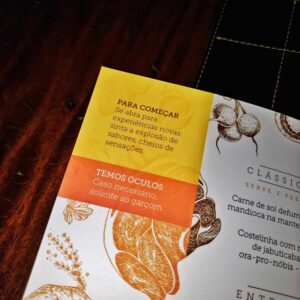 PARA COMEÇAR
Se abra para
experiências novas,
sinta a explosão de
sabores, cheios de
sensações.
TEMOS ÓCULOS
Caso necessário
solicite ao garçom.
CLÁSSIC
SERVE 2 PE
Carne de sol defum
mandioca na mante
Costelinha com m
de jabuticaba
ora-pro-nóbis
ENTR